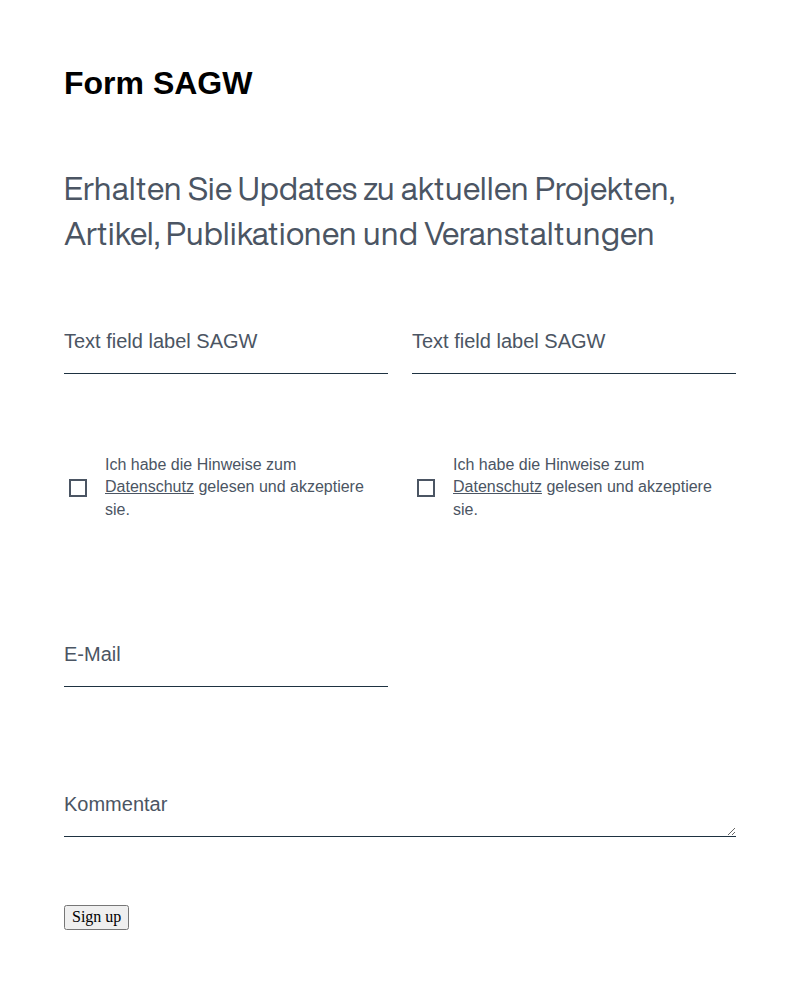 Form SAGW
Erhalten Sie Updates zu aktuellen Projekten,
Artikel, Publikationen und Veranstaltungen
Text field label SAGW
Text field label SAGW
Ich habe die Hinweise zum
Datenschutz gelesen und akzeptiere
sie.
Ich habe die Hinweise zum
Datenschutz gelesen und akzeptiere
sie.
E-Mail
Kommentar
Sign up